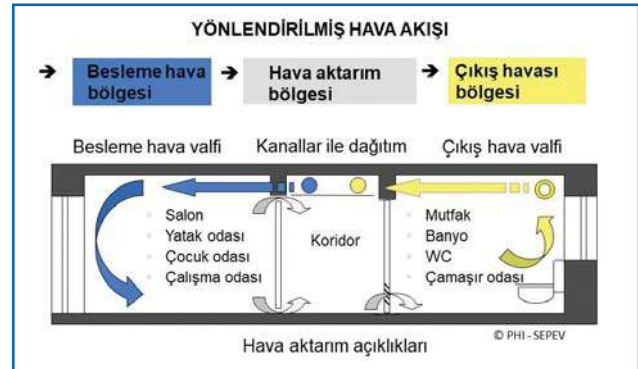 YÖNLENDİRİLMİŞ HAVA AKIŞI
Besleme hava
bölgesi
Hava aktarım
bölgesi
Çıkış havası
bölgesi
Besleme hava valfi
Kanallar ile dağıtım
Çıkış hava valfi
Salon
Yatak odası
Çocuk odası
Çalışma odası
Koridor
Mutfak
Banyo
WC
Çamaşır odası
© PHI - SEPEV
Hava aktarım açıklıkları